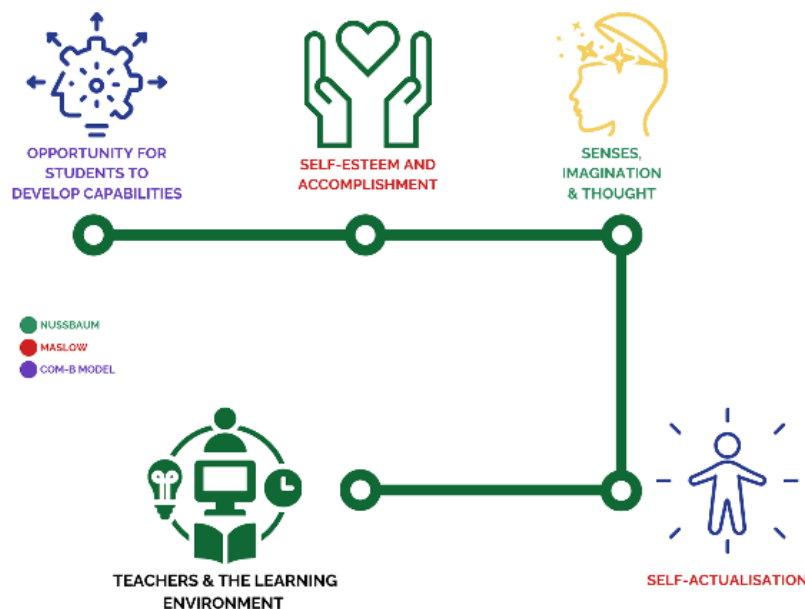 OPPORTUNITY FOR
STUDENTS TO
DEVELOP CAPABILITIES
SELF-ESTEEM AND
ACCOMPLISHMENT
SENSES,
IMAGINATION
& THOUGHT
NUSSBAUM
MASLOW
COM-B MODEL
TEACHERS & THE LEARNING
ENVIRONMENT
SELF-ACTUALISATION